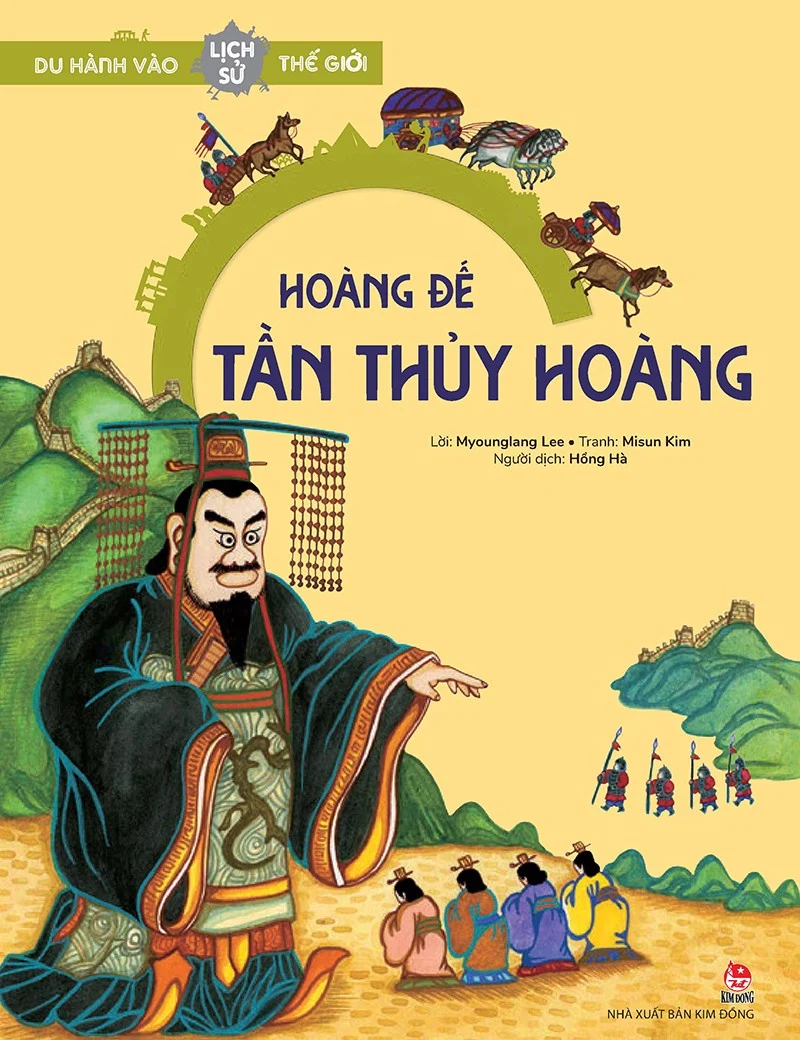 DU HÀNH VÀO LỊCH SỬ THẾ GIỚI
HOÀNG ĐẾ
TẦN THỦY HOÀNG
Lời: Myounglang Lee • Tranh: Misun Kim
Người dịch: Hồng Hà
KIM ĐỒNG
NHÀ XUẤT BẢN KIM ĐỒNG